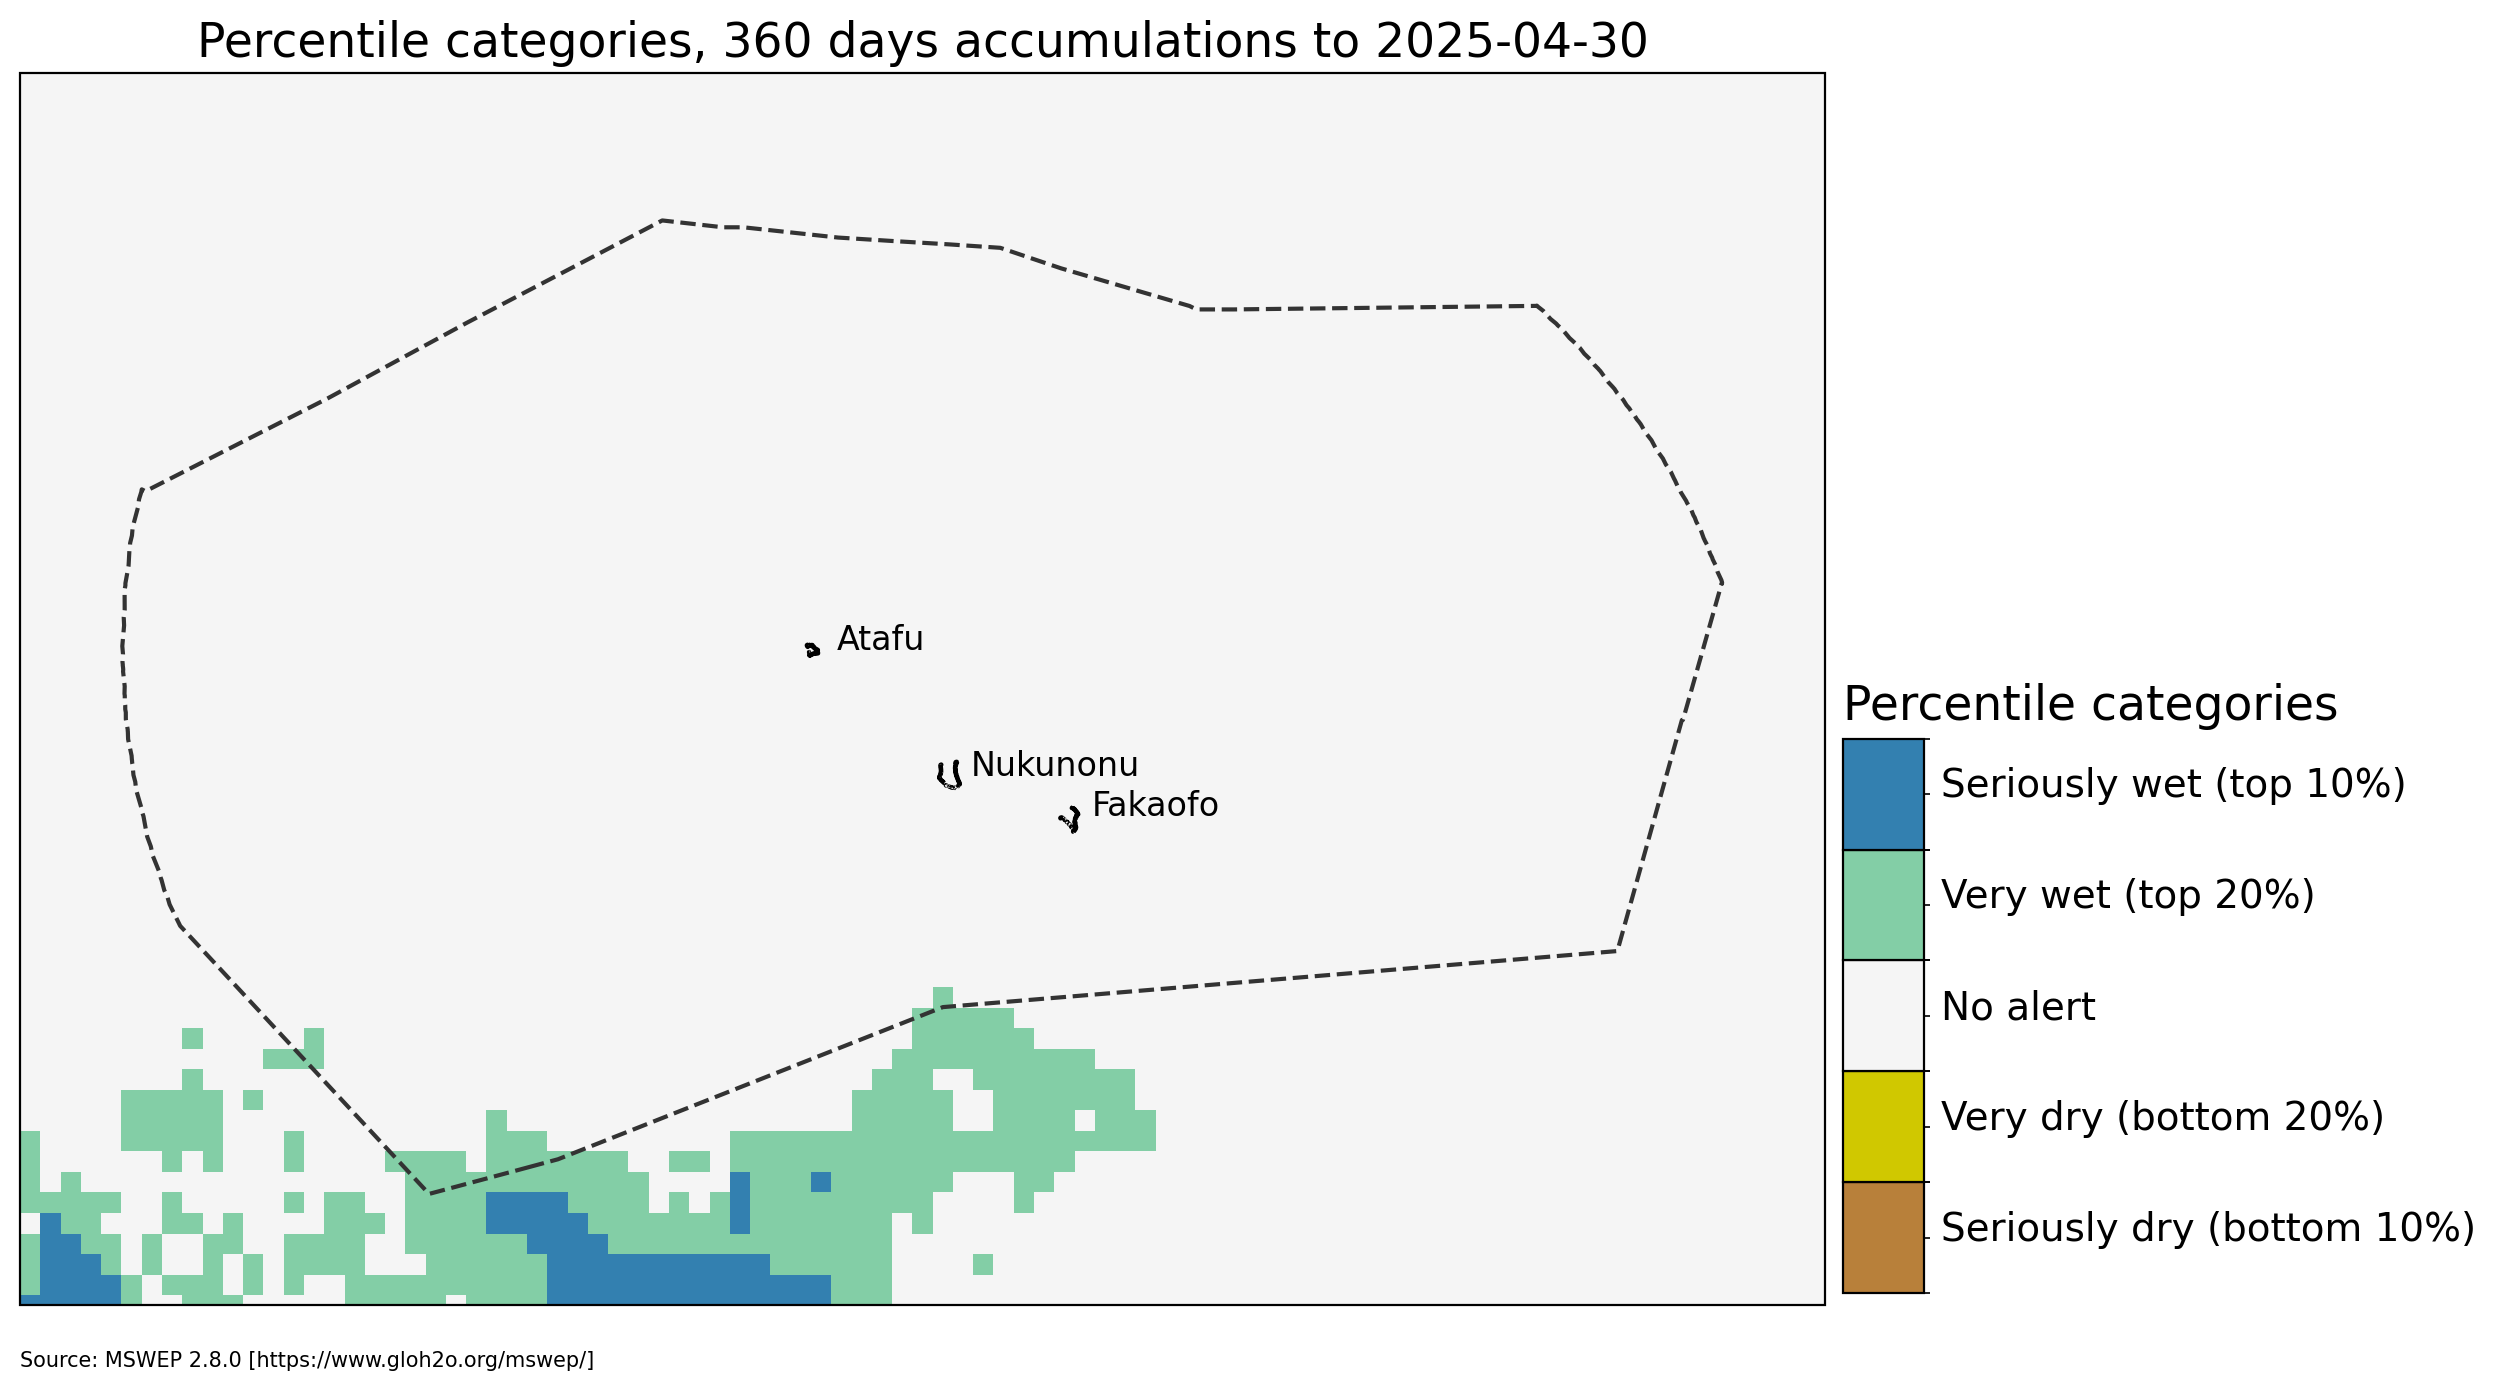 Percentile categories, 360 days accumulations to 2025-04-30
Atafu
Nukunonu
Fakaofo
Percentile categories
Seriously wet (top 10%)
Very wet (top 20%)
No alert
Very dry (bottom 20%)
Seriously dry (bottom 10%)
Source: MSWEP 2.8.0 [https://www.gloh2o.org/mswep/]